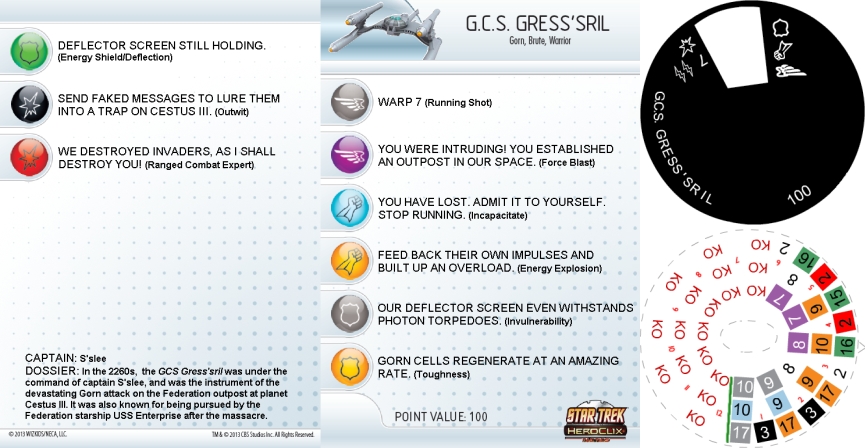 DEFLECTOR SCREEN STILL HOLDING.
(Energy Shield/Deflection)
SEND FAKED MESSAGES TO LURE THEM
INTO A TRAP ON CESTUS III. (Outwit)
WE DESTROYED INVADERS, AS I SHALL
DESTROY YOU! (Ranged Combat Expert)
CAPTAIN: S'slee
DOSSIER: In the 2260s, the GCS Gress'sril was under the
command of captain S'slee, and was the instrument of the
devastating Gorn attack on the Federation outpost at planet
Cestus III. It was also known for being pursued by the
Federation starship USS Enterprise after the massacre.
© 2013 WIZKIDS/NECA, LLC.
TM & © 2013 CBS Studios Inc. All Rights Reserved.
G.C.S. GRESS'SRIL
Gorn, Brute, Warrior
WARP 7 (Running Shot)
YOU WERE INTRUDING! YOU ESTABLISHED
AN OUTPOST IN OUR SPACE. (Force Blast)
YOU HAVE LOST. ADMIT IT TO YOURSELF.
STOP RUNNING. (Incapacitate)
FEED BACK THEIR OWN IMPULSES AND
BUILT UP AN OVERLOAD. (Energy Explosion)
OUR DEFLECTOR SCREEN EVEN WITHSTANDS
PHOTON TORPEDOES. (Invulnerability)
GORN CELLS REGENERATE AT AN AMAZING
RATE. (Toughness)
POINT VALUE: 100
STAR TREK
HEROCLIX
7
G.C.S. GRESS'SRIL
100
10 10 17 3
9 9 17 3
9 9 17 2
8 10 16 2
7 9 15 2
7 8 16 2
KO KO KO KO
KO KO KO KO
KO KO KO KO
KO KO KO KO